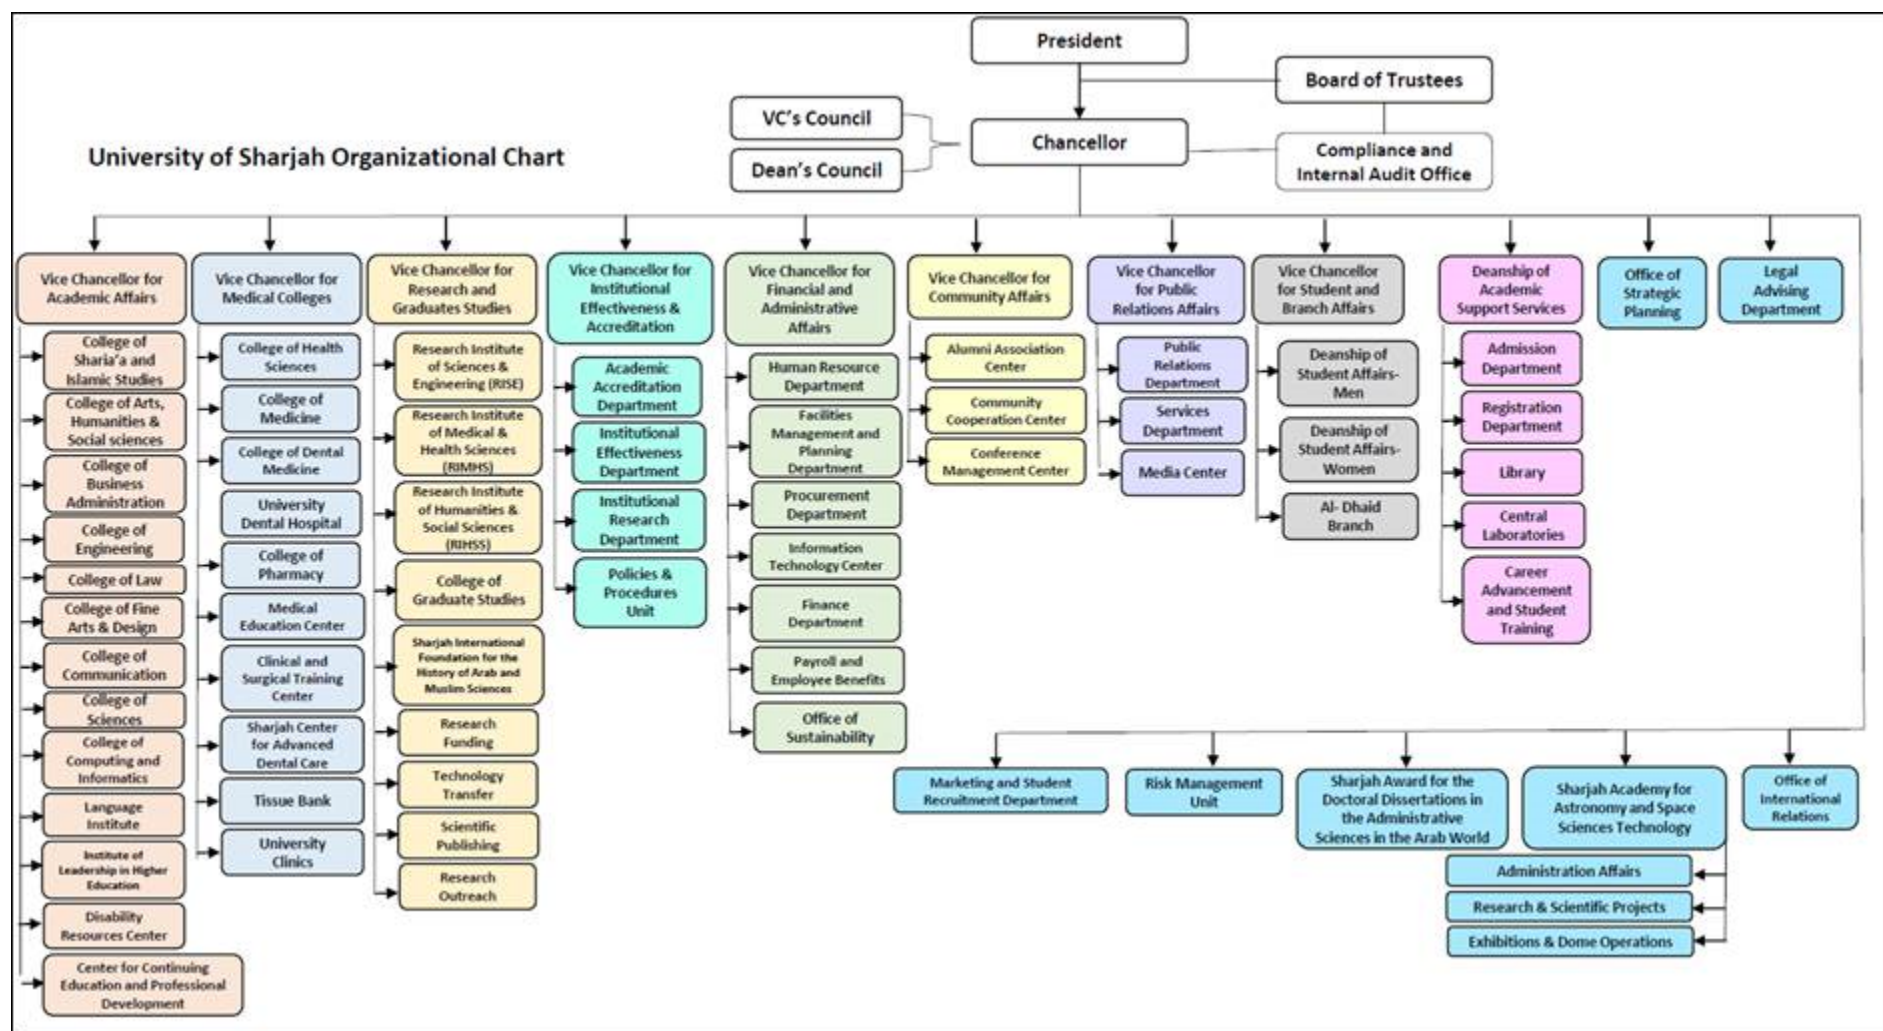 President
Board of Trustees
VC's Council
Chancellor
Dean's Council
Compliance and
Internal Audit Office
University of Sharjah Organizational Chart
Vice Chancellor for
Academic Affairs
College of
Sharia'a and
Islamic Studies
College of Arts,
Humanities &
Social sciences
College of
Business
Administration
College of
Engineering
College of Law
College of Fine
Arts & Design
College of
Communication
College of
Sciences
College of
Computing and
Informatics
Language
Institute
Institute of
Leadership in Higher
Education
Disability
Resources Center
Center for Continuing
Education and Professional
Development
Vice Chancellor for
Medical Colleges
College of Health
Sciences
College of
Medicine
College of Dental
Medicine
University
Dental Hospital
College of
Pharmacy
Medical
Education Center
Clinical and
Surgical Training
Center
Sharjah Center
for Advanced
Dental Care
Tissue Bank
University
Clinics
Vice Chancellor for
Research and
Graduates Studies
Research Institute
of Sciences &
Engineering (RISE)
Research Institute
of Medical &
Health Sciences
(RIMHS)
Research Institute
of Humanities &
Social Sciences
(RIHSS)
College of
Graduate Studies
Sharjah International
Foundation for the
History of Arab and
Muslim Sciences
Research
Funding
Technology
Transfer
Scientific
Publishing
Research
Outreach
Vice Chancellor for
Institutional
Effectiveness &
Accreditation
Academic
Accreditation
Department
Institutional
Effectiveness
Department
Institutional
Research
Department
Policies &
Procedures
Unit
Vice Chancellor for
Financial and
Administrative
Affairs
Human Resource
Department
Facilities
Management and
Planning
Department
Procurement
Department
Information
Technology Center
Finance
Department
Payroll and
Employee Benefits
Office of
Sustainability
Vice Chancellor for
Community Affairs
Alumni Association
Center
Community
Cooperation Center
Conference
Management Center
Vice Chancellor
for Public
Relations Affairs
Public
Relations
Department
Services
Department
Media Center
Vice Chancellor
for Student and
Branch Affairs
Deanship of
Student Affairs-
Men
Deanship of
Student Affairs-
Women
Al- Dhaid
Branch
Deanship of
Academic
Support Services
Admission
Department
Registration
Department
Library
Central
Laboratories
Career
Advancement
and Student
Training
Office of
Strategic
Planning
Legal
Advising
Department
Marketing and Student
Recruitment Department
Risk Management
Unit
Sharjah Award for the
Doctoral Dissertations in
the Administrative
Sciences in the Arab World
Sharjah Academy for
Astronomy and Space
Sciences Technology
Administration Affairs
Research & Scientific Projects
Exhibitions & Dome Operations
Office of
International
Relations